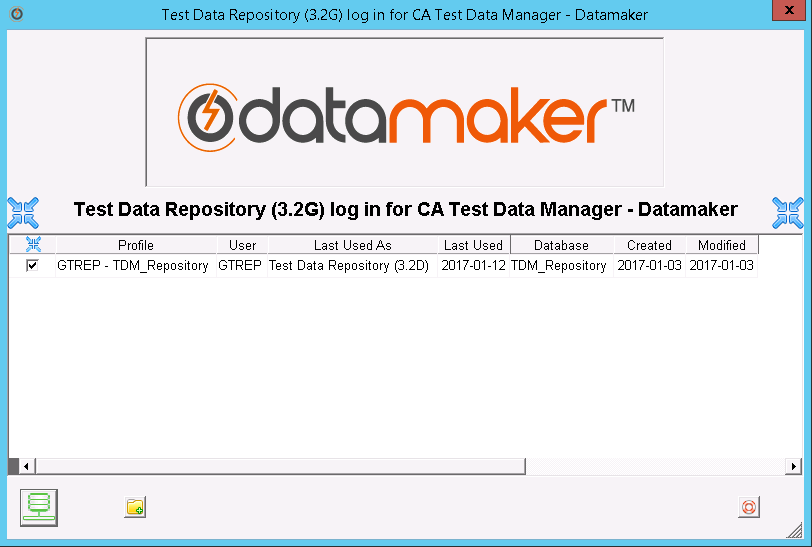 Test Data Repository (3.2G) log in for CA Test Data Manager - Datamaker
x
datamaker™
Test Data Repository (3.2G) log in for CA Test Data Manager - Datamaker
Profile User Last Used As Last Used Database Created Modified
GTREP - TDM_Repository GTREP Test Data Repository (3.2D) 2017-01-12 TDM_Repository 2017-01-03 2017-01-03